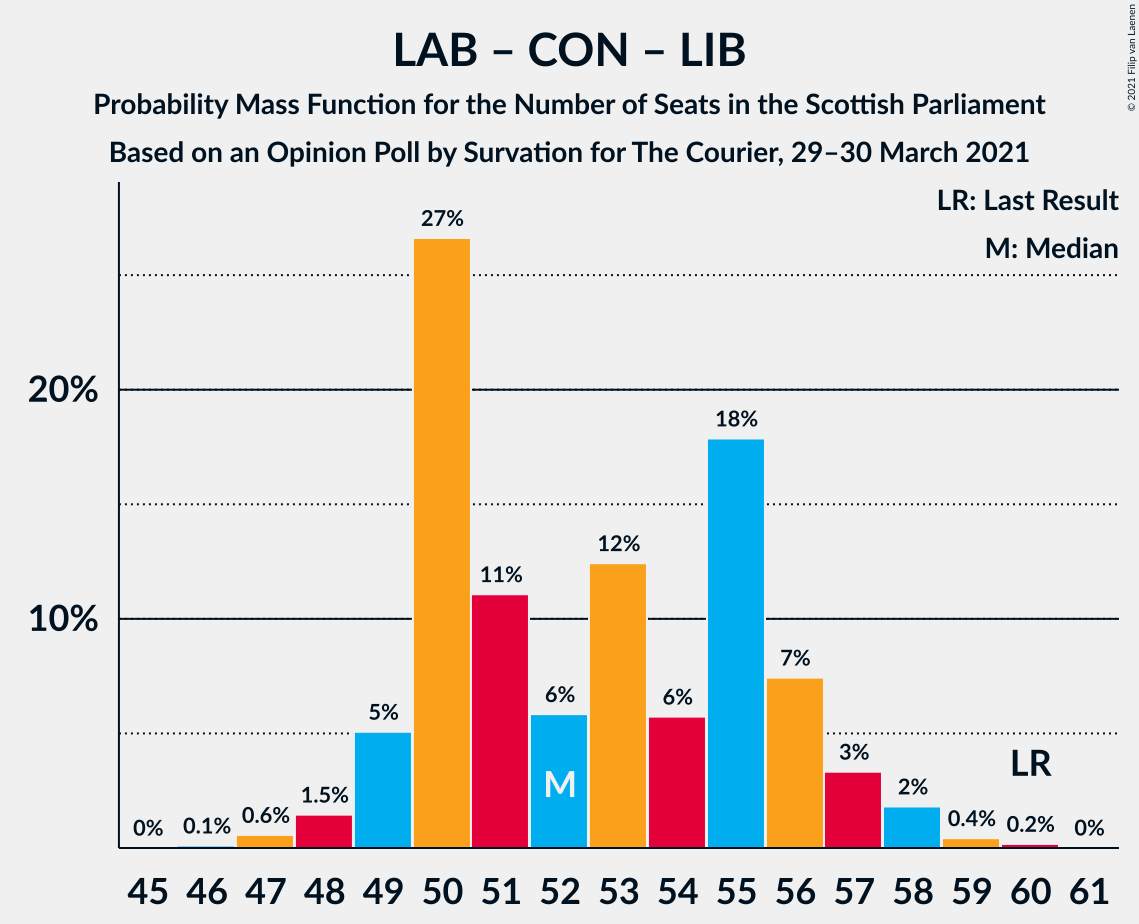 LAB – CON – LIB
Probability Mass Function for the Number of Seats in the Scottish Parliament
Based on an Opinion Poll by Survation for The Courier, 29–30 March 2021
© 2021 Filip van Laenen
LR: Last Result
M: Median
20%
10%
0%
0.1%
0.6%
1.5%
5%
27%
11%
6%
M
12%
6%
18%
7%
3%
2%
0.4%
LR
0.2%
0%
45 46 47 48 49 50 51 52 53 54 55 56 57 58 59 60 61